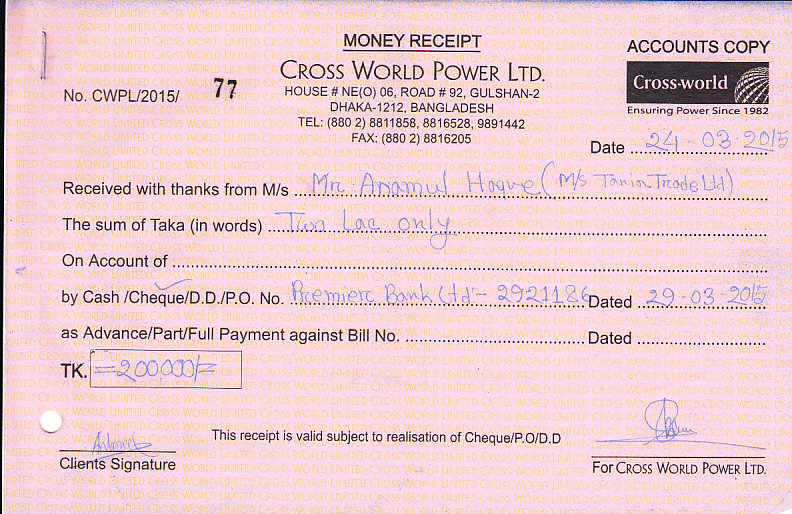 MONEY RECEIPT
ACCOUNTS COPY
CROSS WORLD POWER LTD.
Cross-world
Ensuring Power Since 1982
No. CWPL/2015/ 77
HOUSE # NE(O) 06, ROAD # 92, GULSHAN-2
DHAKA-1212, BANGLADESH
TEL: (880 2) 8811858, 8816528, 9891442
FAX: (880 2) 8816205
Date 24-03-2015
Received with thanks from M/s Mr. Anamul Hoque (M/s Tania Trade Ltd)
The sum of Taka (in words) Two Lac only
On Account of
by Cash /Cheque/D.D./P.O. No. Premier Bank Ltd - 2921186 Dated 29-03-2015
as Advance/Part/Full Payment against Bill No. Dated
TK. =200000/=
This receipt is valid subject to realisation of Cheque/P.O/D.D
Clients Signature
For CROSS WORLD POWER LTD.